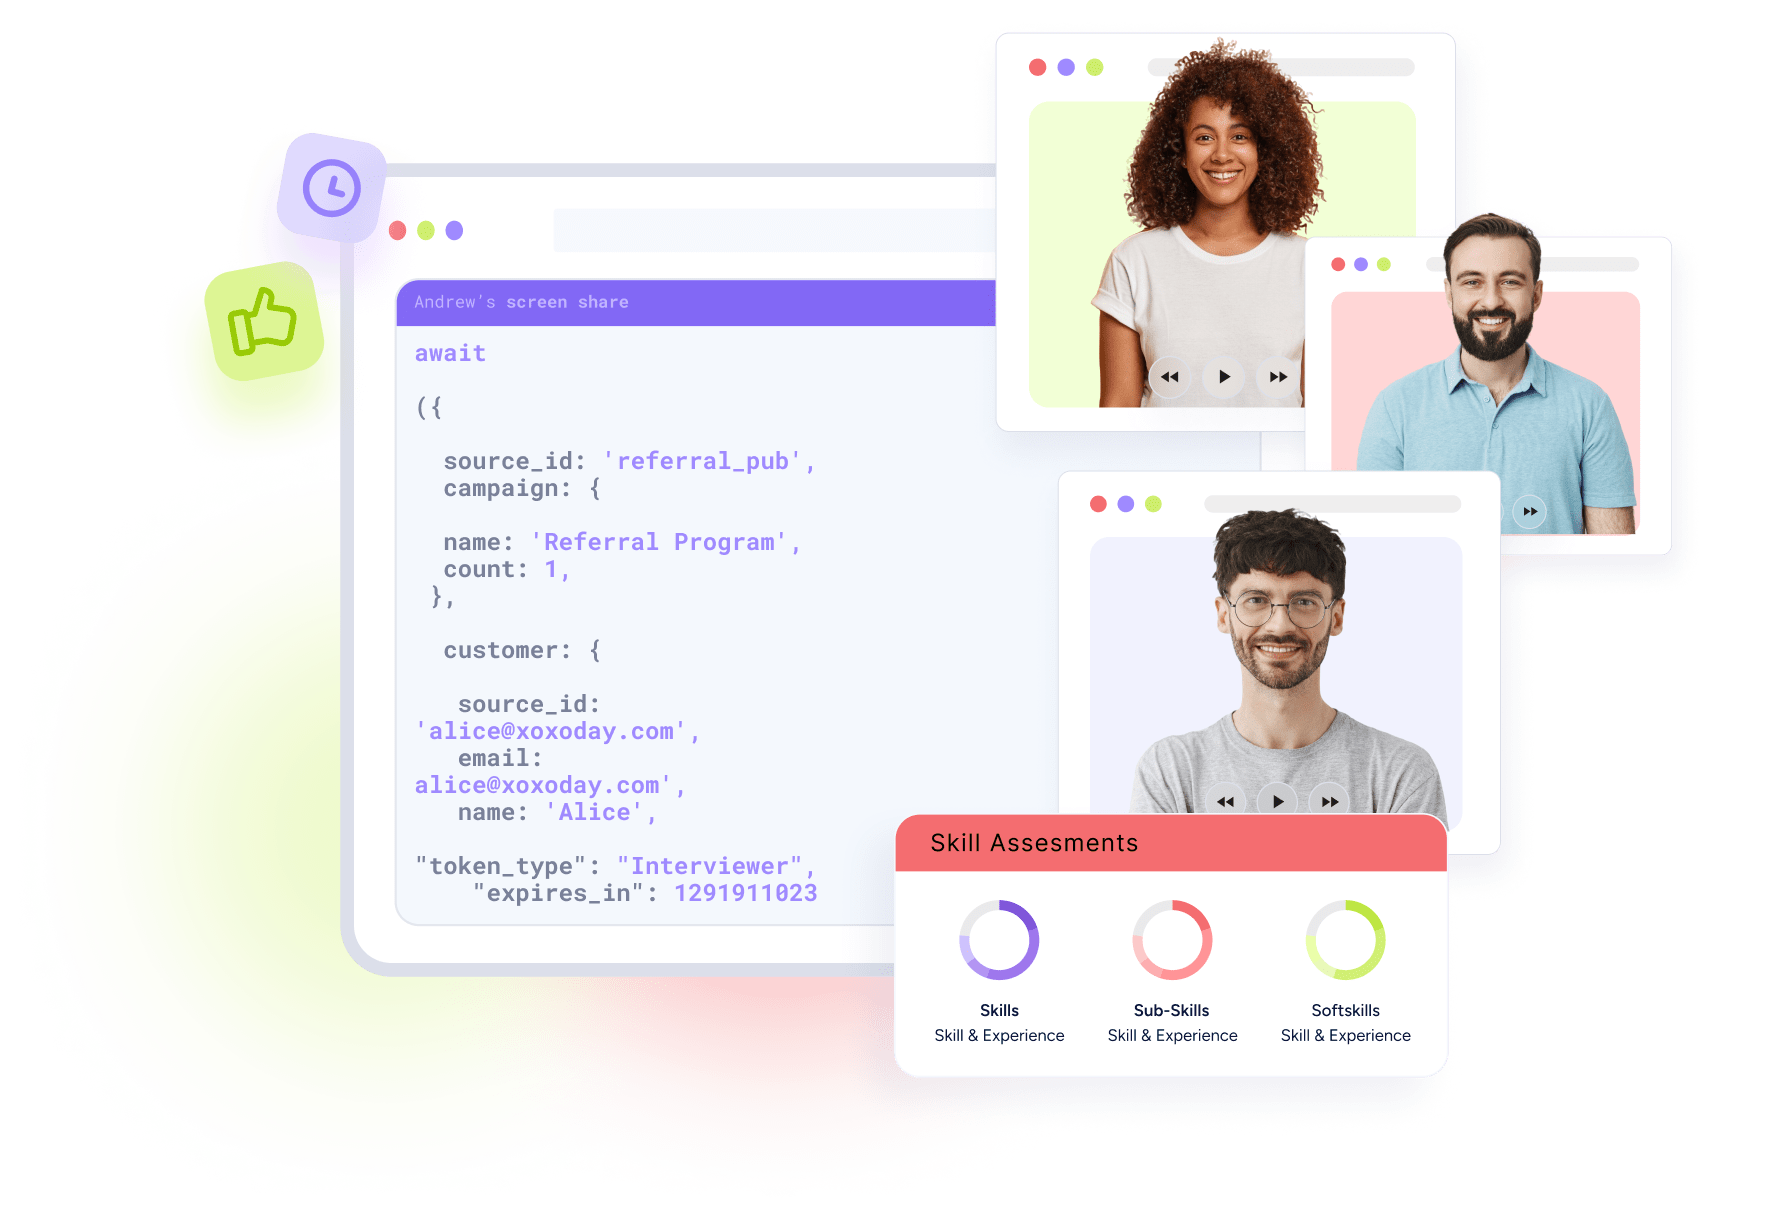 Andrew's screen share
await
({
source_id: 'referral_pub',
campaign: {
name: 'Referral Program',
count: 1,
},
customer: {
source_id:
'alice@xoxoday.com',
email:
alice@xoxoday.com',
name: 'Alice',
"token_type": "Interviewer",
"expires_in": 1291911023
Skill Assesments
Skills
Skill & Experience
Sub-Skills
Skill & Experience
Softskills
Skill & Experience